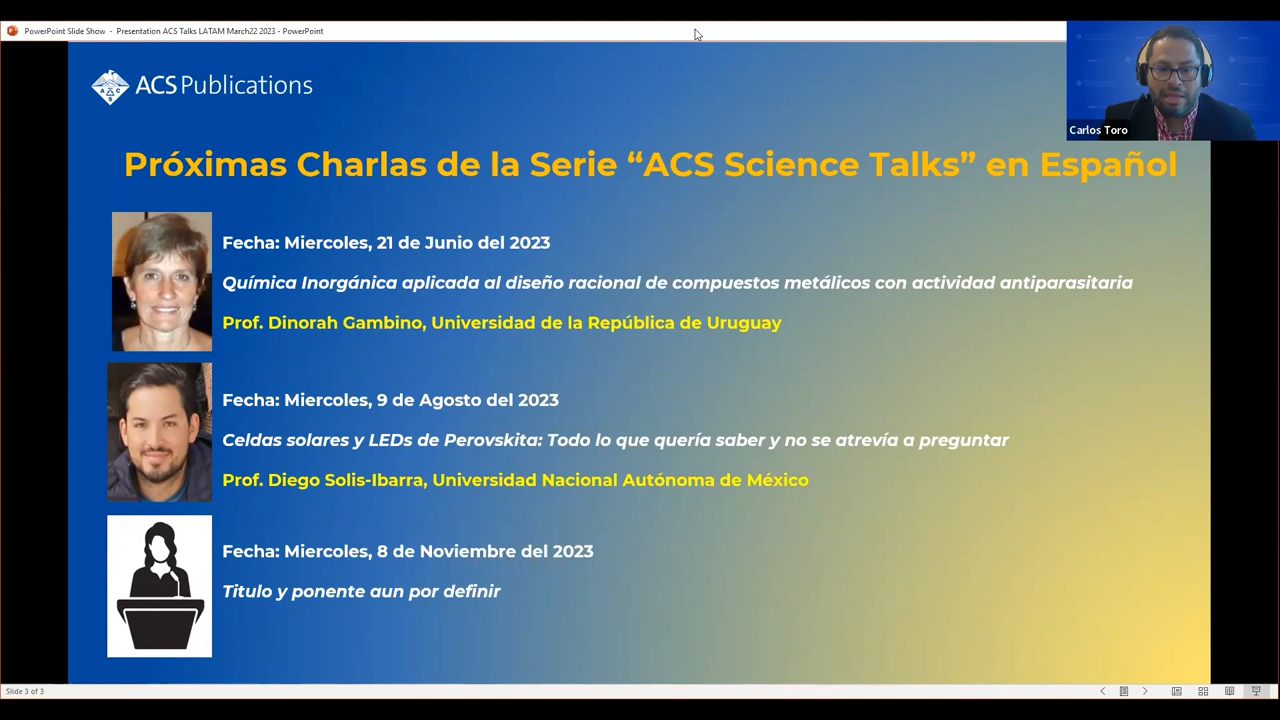 PowerPoint Slide Show - Presentation ACS Talks LATAM March22 2023 - PowerPoint
ACS Publications
A C S
Carlos Toro
Próximas Charlas de la Serie “ACS Science Talks” en Español
Fecha: Miercoles, 21 de Junio del 2023
Química Inorgánica aplicada al diseño racional de compuestos metálicos con actividad antiparasitaria
Prof. Dinorah Gambino, Universidad de la República de Uruguay
Fecha: Miercoles, 9 de Agosto del 2023
Celdas solares y LEDs de Perovskita: Todo lo que quería saber y no se atrevía a preguntar
Prof. Diego Solis-Ibarra, Universidad Nacional Autónoma de México
Fecha: Miercoles, 8 de Noviembre del 2023
Titulo y ponente aun por definir
Slide 3 of 3